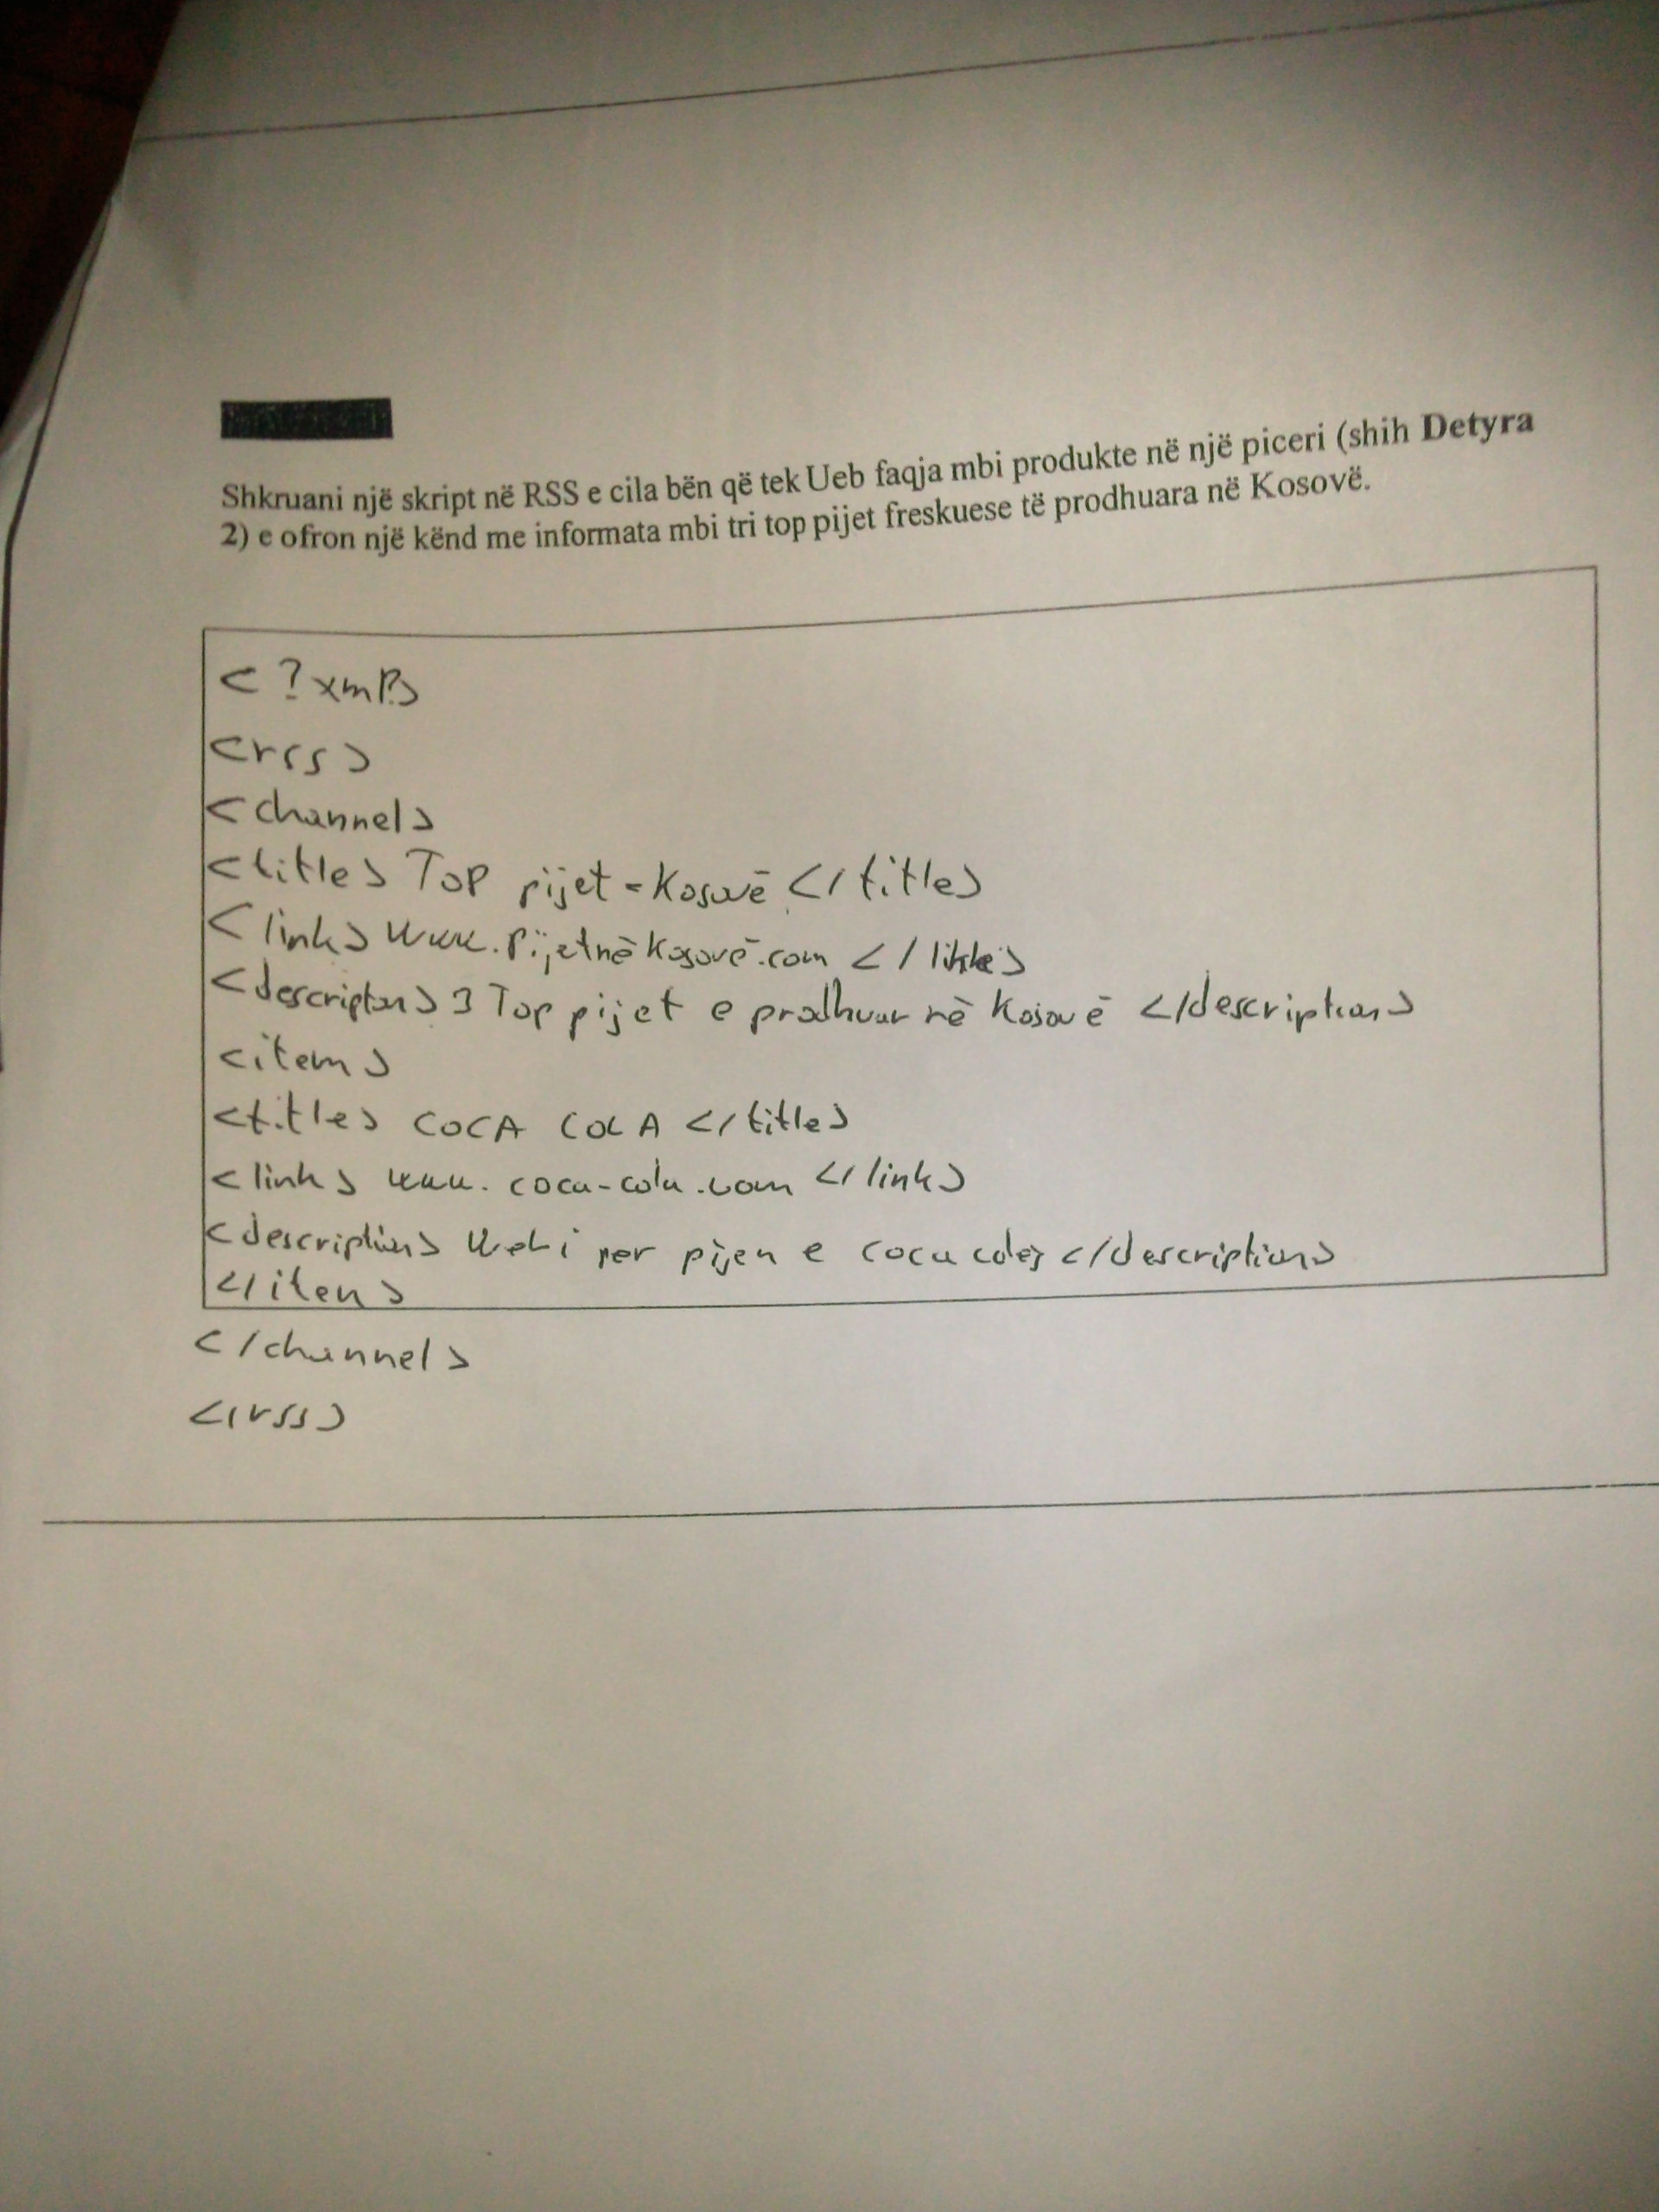 Shkruani një skript në RSS e cila bën që tek Ueb faqja mbi produkte në një piceri (shih Detyra
2) e ofron një kënd me informata mbi tri top pijet freskuese të prodhuara në Kosovë.
<?xml?>
<rss>
<channel>
<title> Top pijet - Kosovë </title>
<link> www.Pijetnë Kosovë.com </link>
<description> 3 Top pijet e prodhuar në Kosovë </description>
<item>
<title> COCA COLA </title>
<link> www.coca-cola.com </link>
<description> Uebi per pijen e coca coles </description>
</item>
</channel>
</rss>